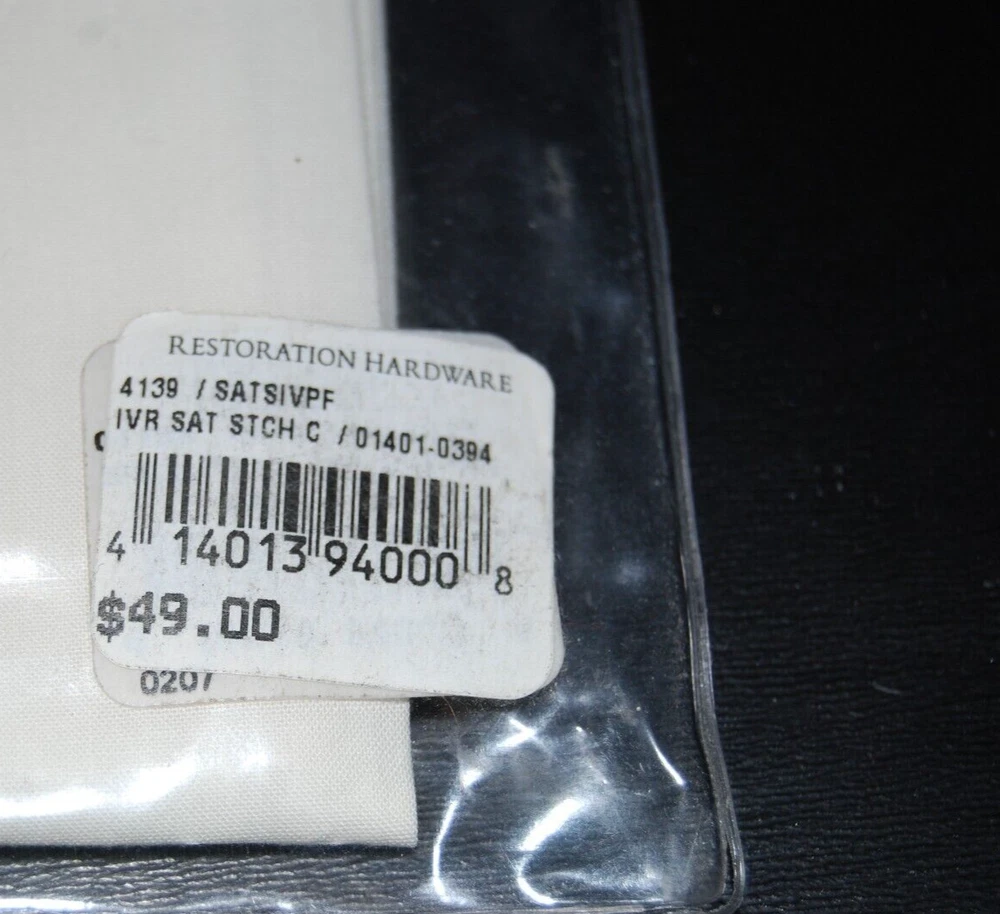 RESTORATION HARDWARE
4139 / SATSIVPF
IVR SAT STCH C / 01401-0394
4 14013 94000 8
$49.00
0207